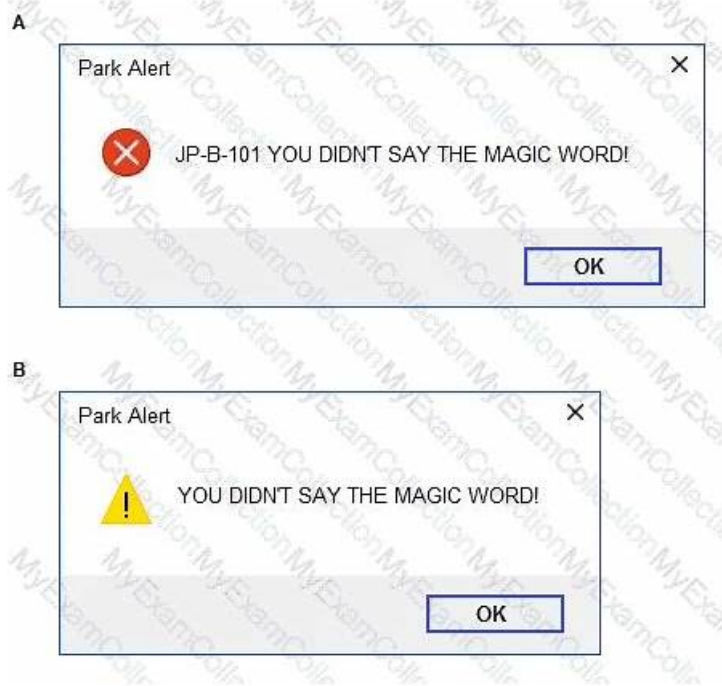 A
Park Alert
JP-B-101 YOU DIDN'T SAY THE MAGIC WORD!
OK
B
Park Alert
YOU DIDN'T SAY THE MAGIC WORD!
OK
MyExamCollection